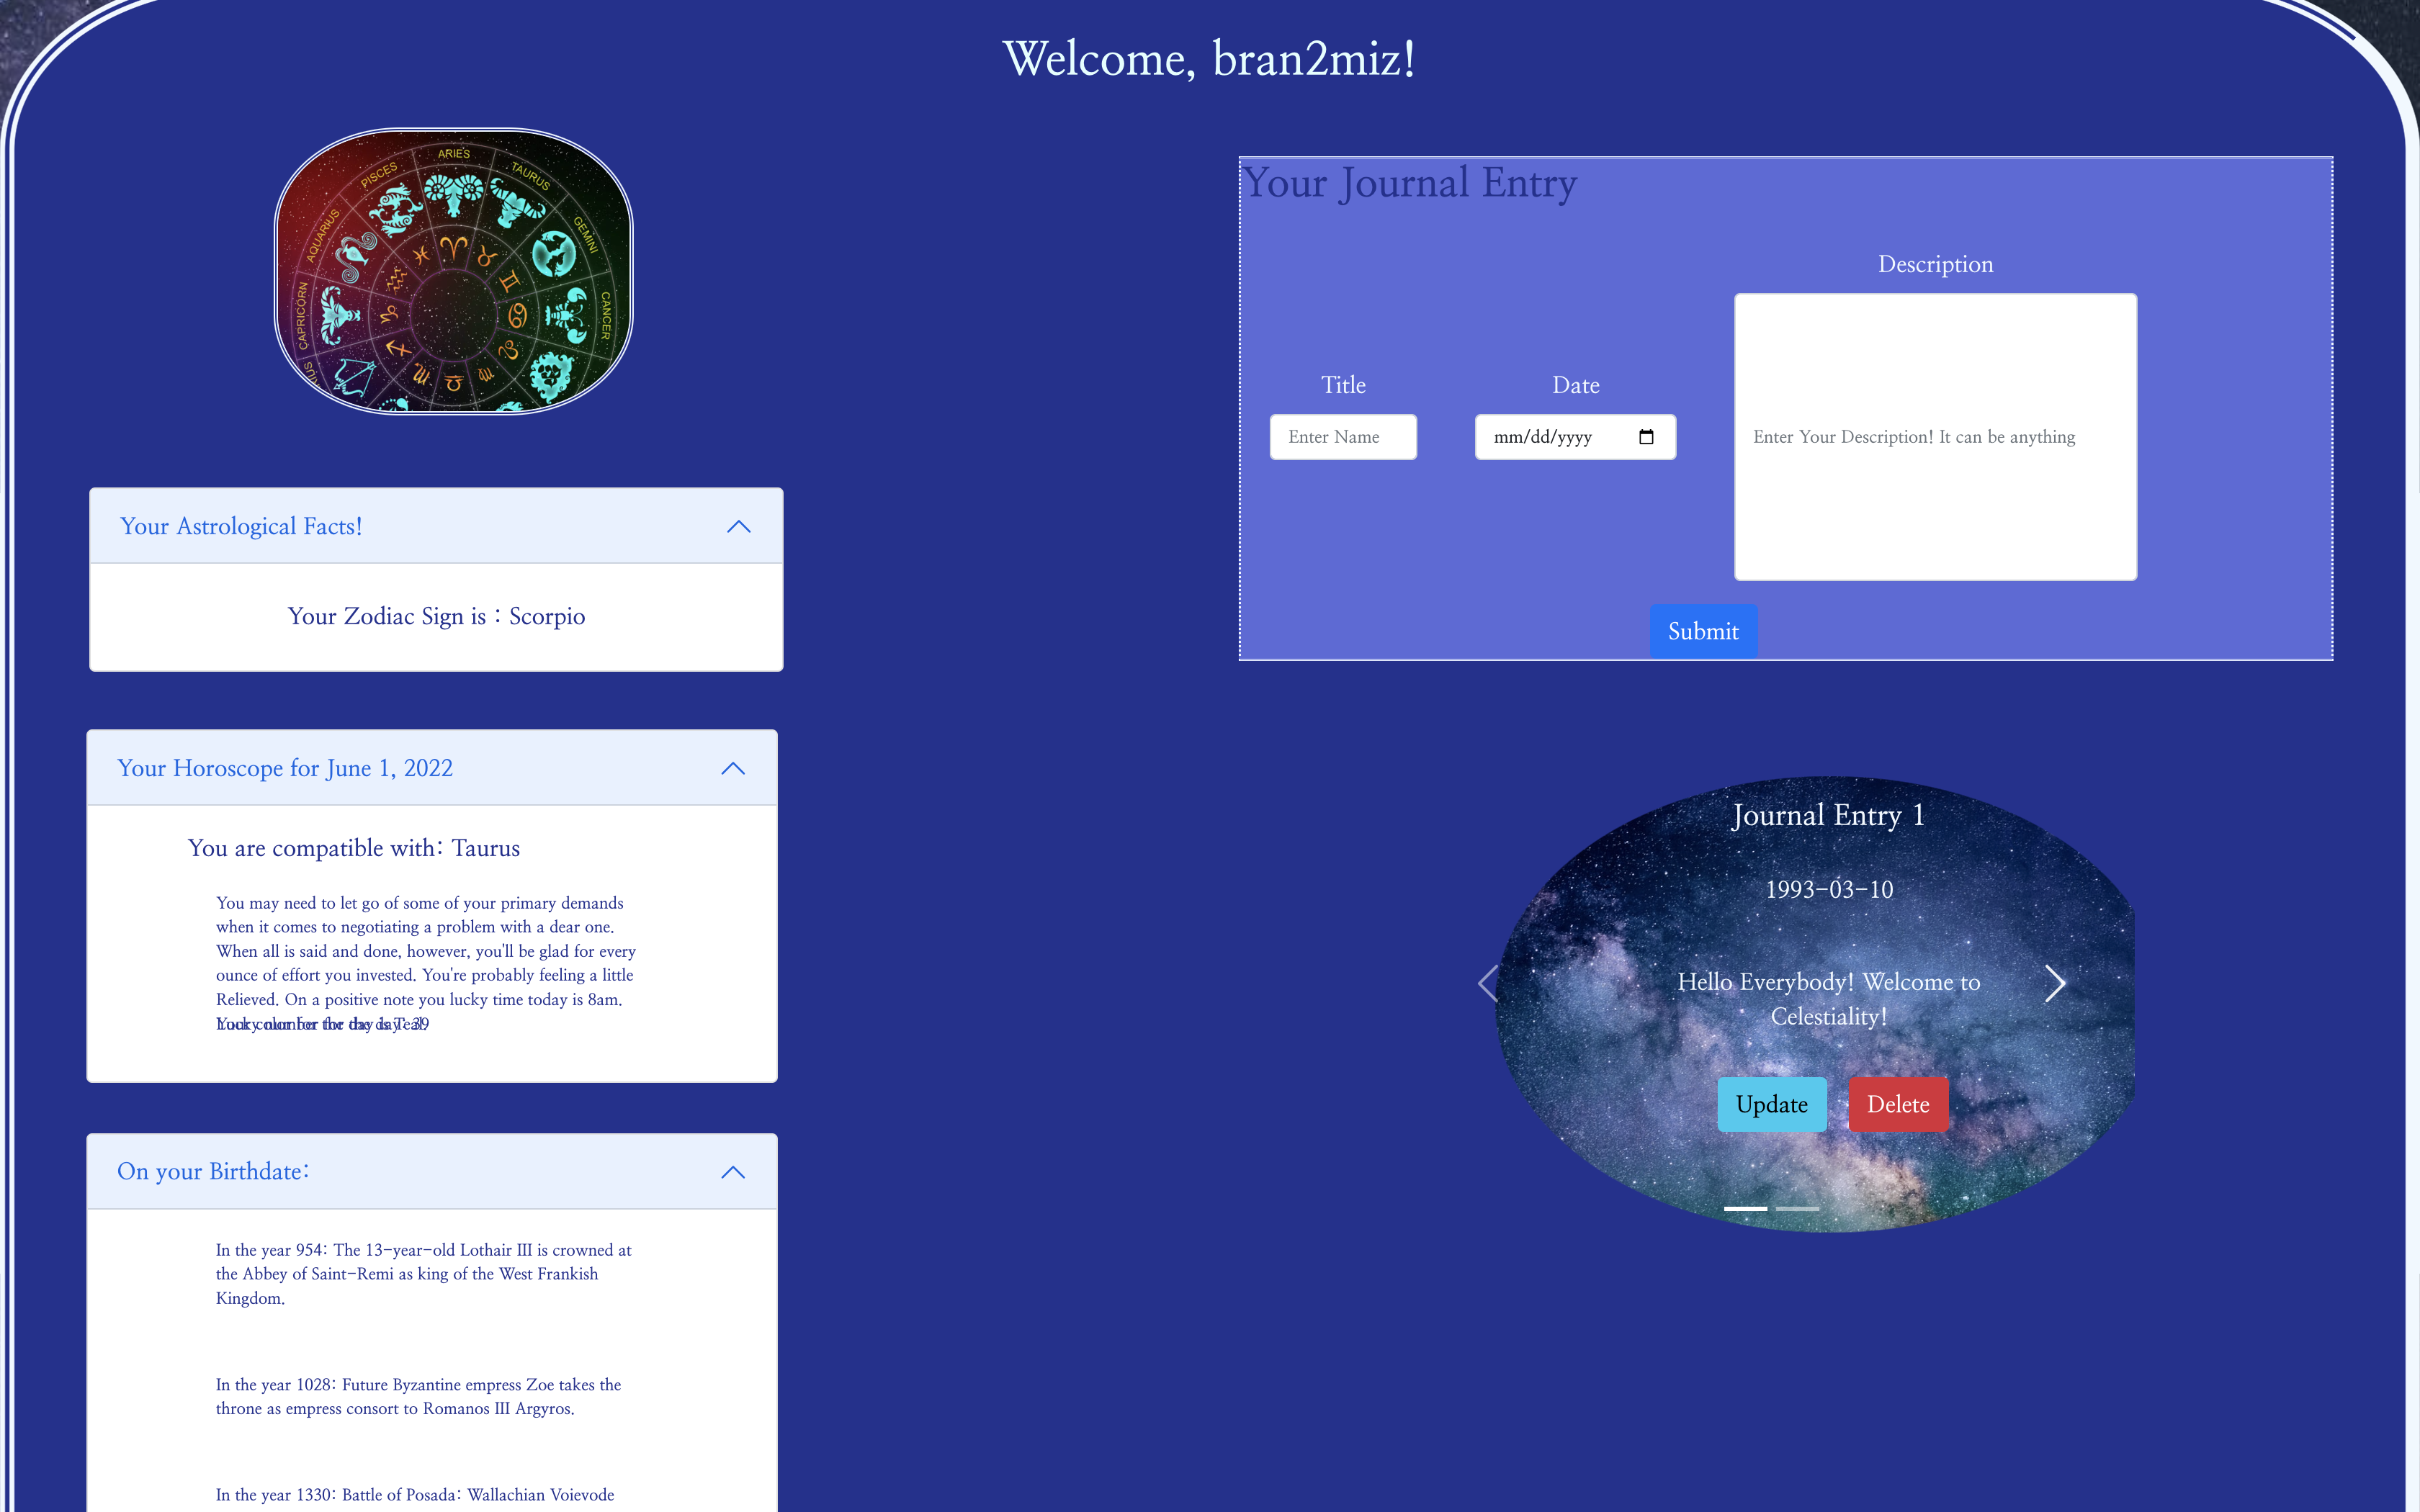 Welcome, bran2miz!
ARIES
TAURUS
GEMINI
CANCER
PISCES
AQUARIUS
CAPRICORN
Your Astrological Facts!
Your Zodiac Sign is : Scorpio
Your Horoscope for June 1, 2022
You are compatible with: Taurus
You may need to let go of some of your primary demands
when it comes to negotiating a problem with a dear one.
When all is said and done, however, you'll be glad for every
ounce of effort you invested. You're probably feeling a little
Relieved. On a positive note you lucky time today is 8am.
On your Birthdate:
In the year 954: The 13-year-old Lothair III is crowned at
the Abbey of Saint-Remi as king of the West Frankish
Kingdom.
In the year 1028: Future Byzantine empress Zoe takes the
throne as empress consort to Romanos III Argyros.
In the year 1330: Battle of Posada: Wallachian Voievode
Your Journal Entry
Title
Enter Name
Date
mm/dd/yyyy
Description
Enter Your Description! It can be anything
Submit
Journal Entry 1
1993-03-10
Hello Everybody! Welcome to
Celestiality!
Update
Delete